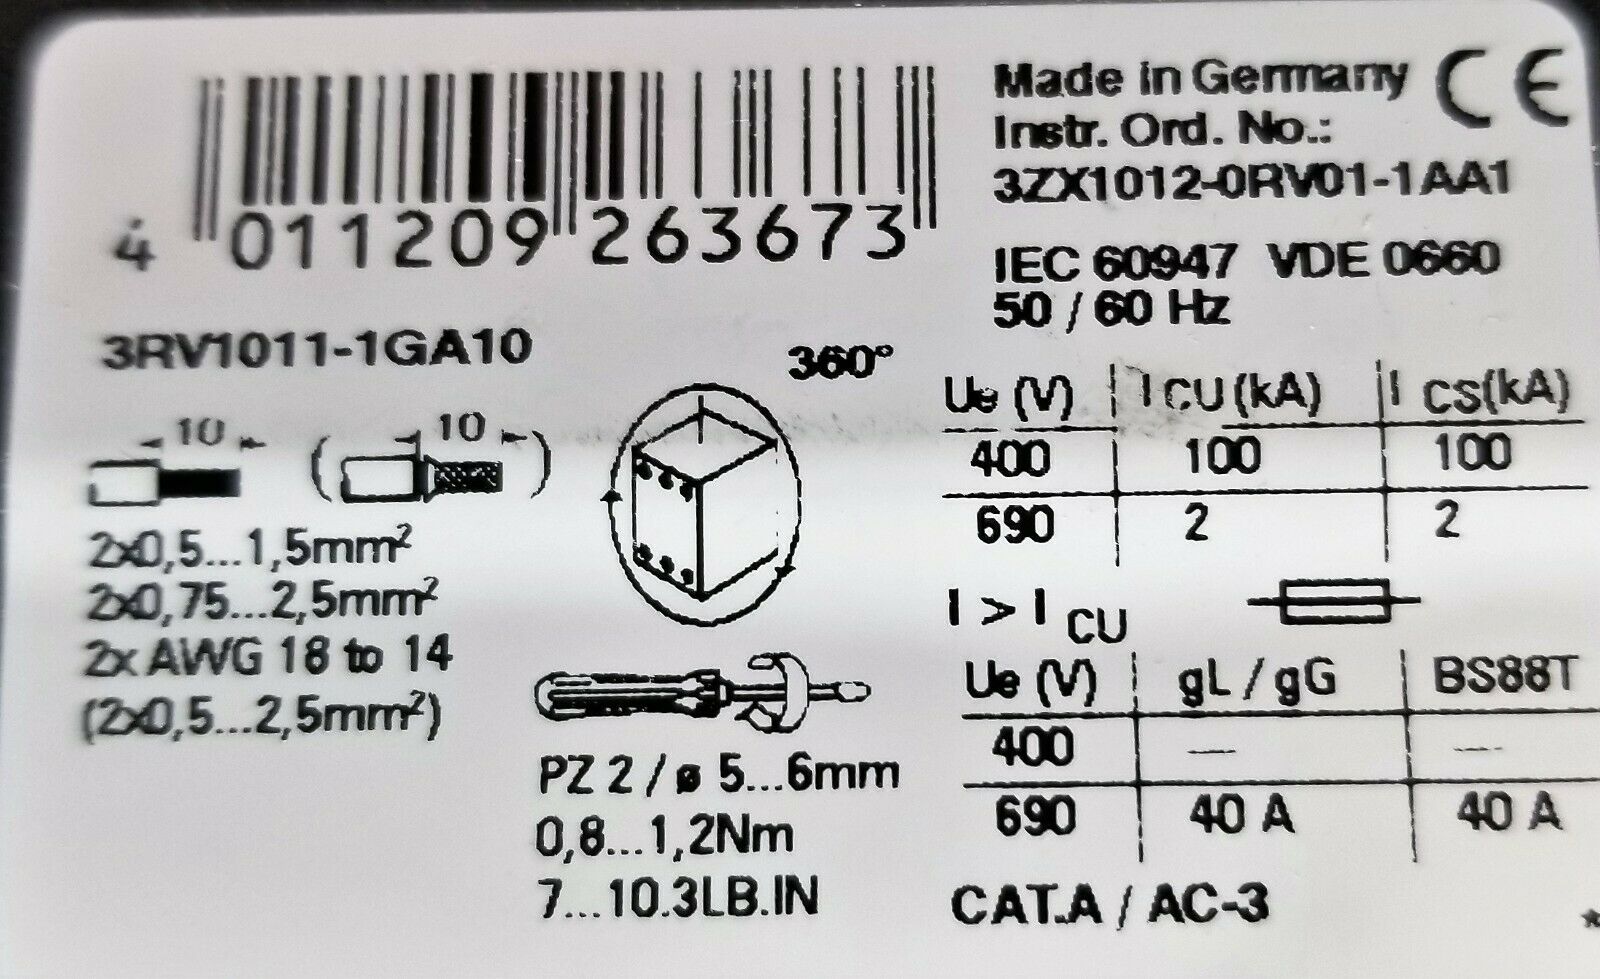 Made in Germany CE
Instr. Ord. No.:
3ZX1012-0RV01-1AA1
4 011209 263673
IEC 60947 VDE 0660
50 / 60 Hz
3RV1011-1GA10
360°
10
10
2x0,5...1,5mm²
2x0,75...2,5mm²
2x AWG 18 to 14
(2x0,5...2,5mm²)
PZ 2 / ø 5...6mm
0,8...1,2Nm
7...10.3LB.IN
Ue (V) I CU (kA) I CS(kA)
400 100 100
690 2 2
I > I CU
Ue (V) gL / gG BS88T
400 — —
690 40 A 40 A
CAT.A / AC-3
*